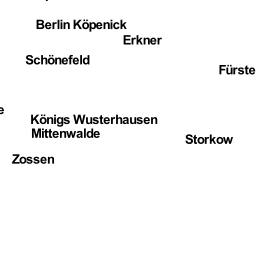 Berlin Köpenick
Erkner
Schönefeld
Fürste
e
Königs Wusterhausen
Mittenwalde
Storkow
Zossen